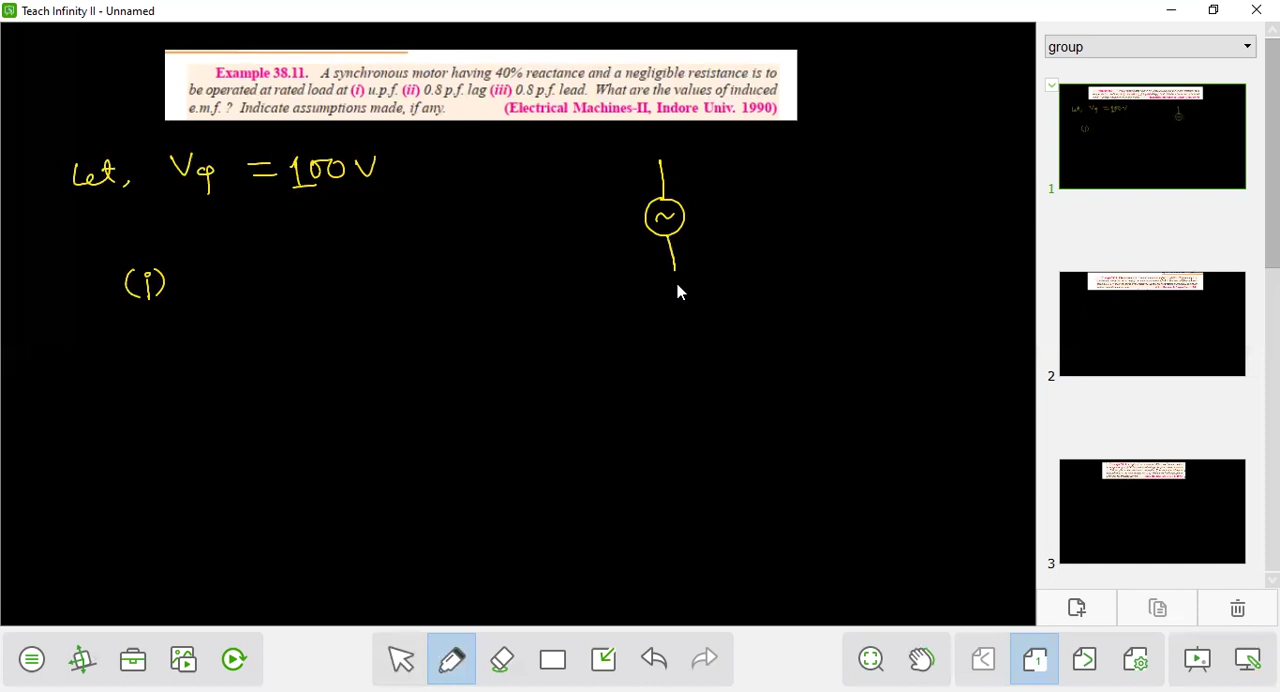 Teach Infinity II - Unnamed
Example 38.11. A synchronous motor having 40% reactance and a negligible resistance is to
be operated at rated load at (i) u.p.f. (ii) 0.8 p.f. lag (iii) 0.8 p.f. lead. What are the values of induced
e.m.f. ? Indicate assumptions made, if any. (Electrical Machines-II, Indore Univ. 1990)
Let, Vφ = 100 V
(i)
group
1
2
3
1